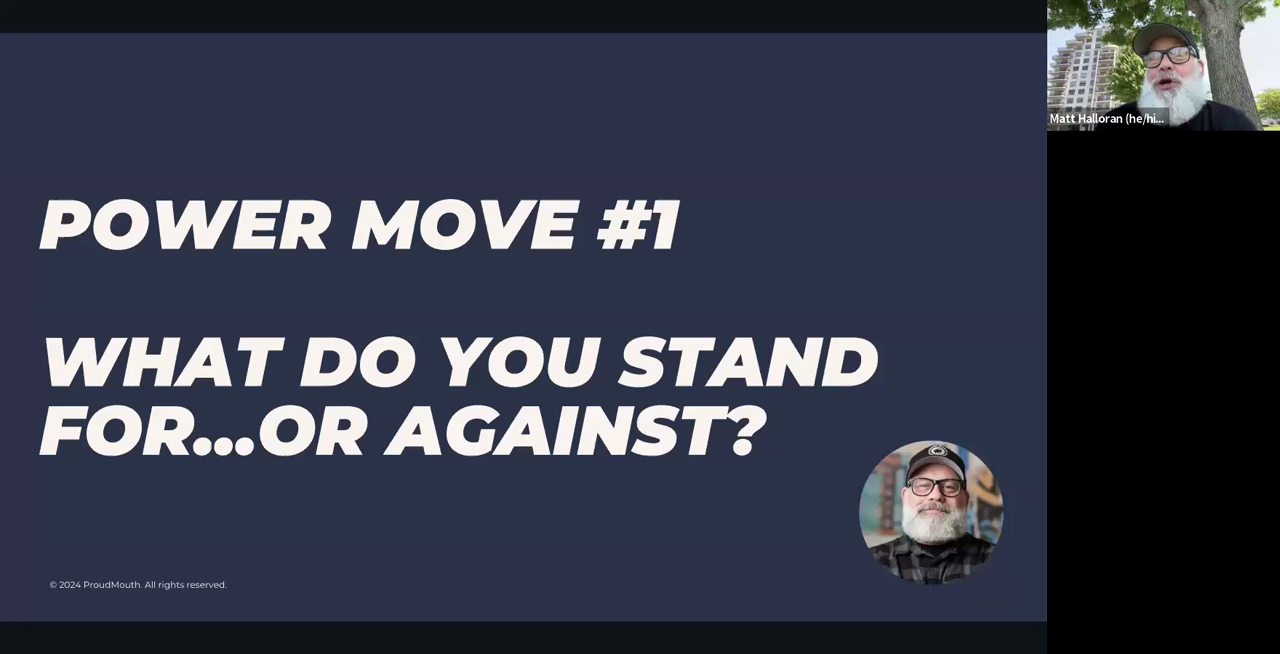 POWER MOVE #1
WHAT DO YOU STAND
FOR...OR AGAINST?
© 2024 ProudMouth. All rights reserved.
Matt Halloran (he/hi...